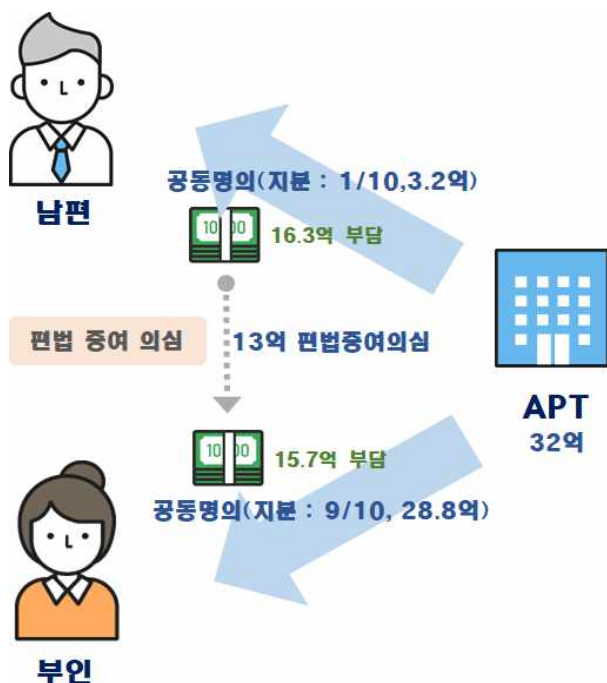 공동명의(지분 : 1/10,3.2억)
남편
16.3억 부담
편법 증여 의심
13억 편법증여의심
APT
32억
15.7억 부담
공동명의(지분 : 9/10, 28.8억)
부인